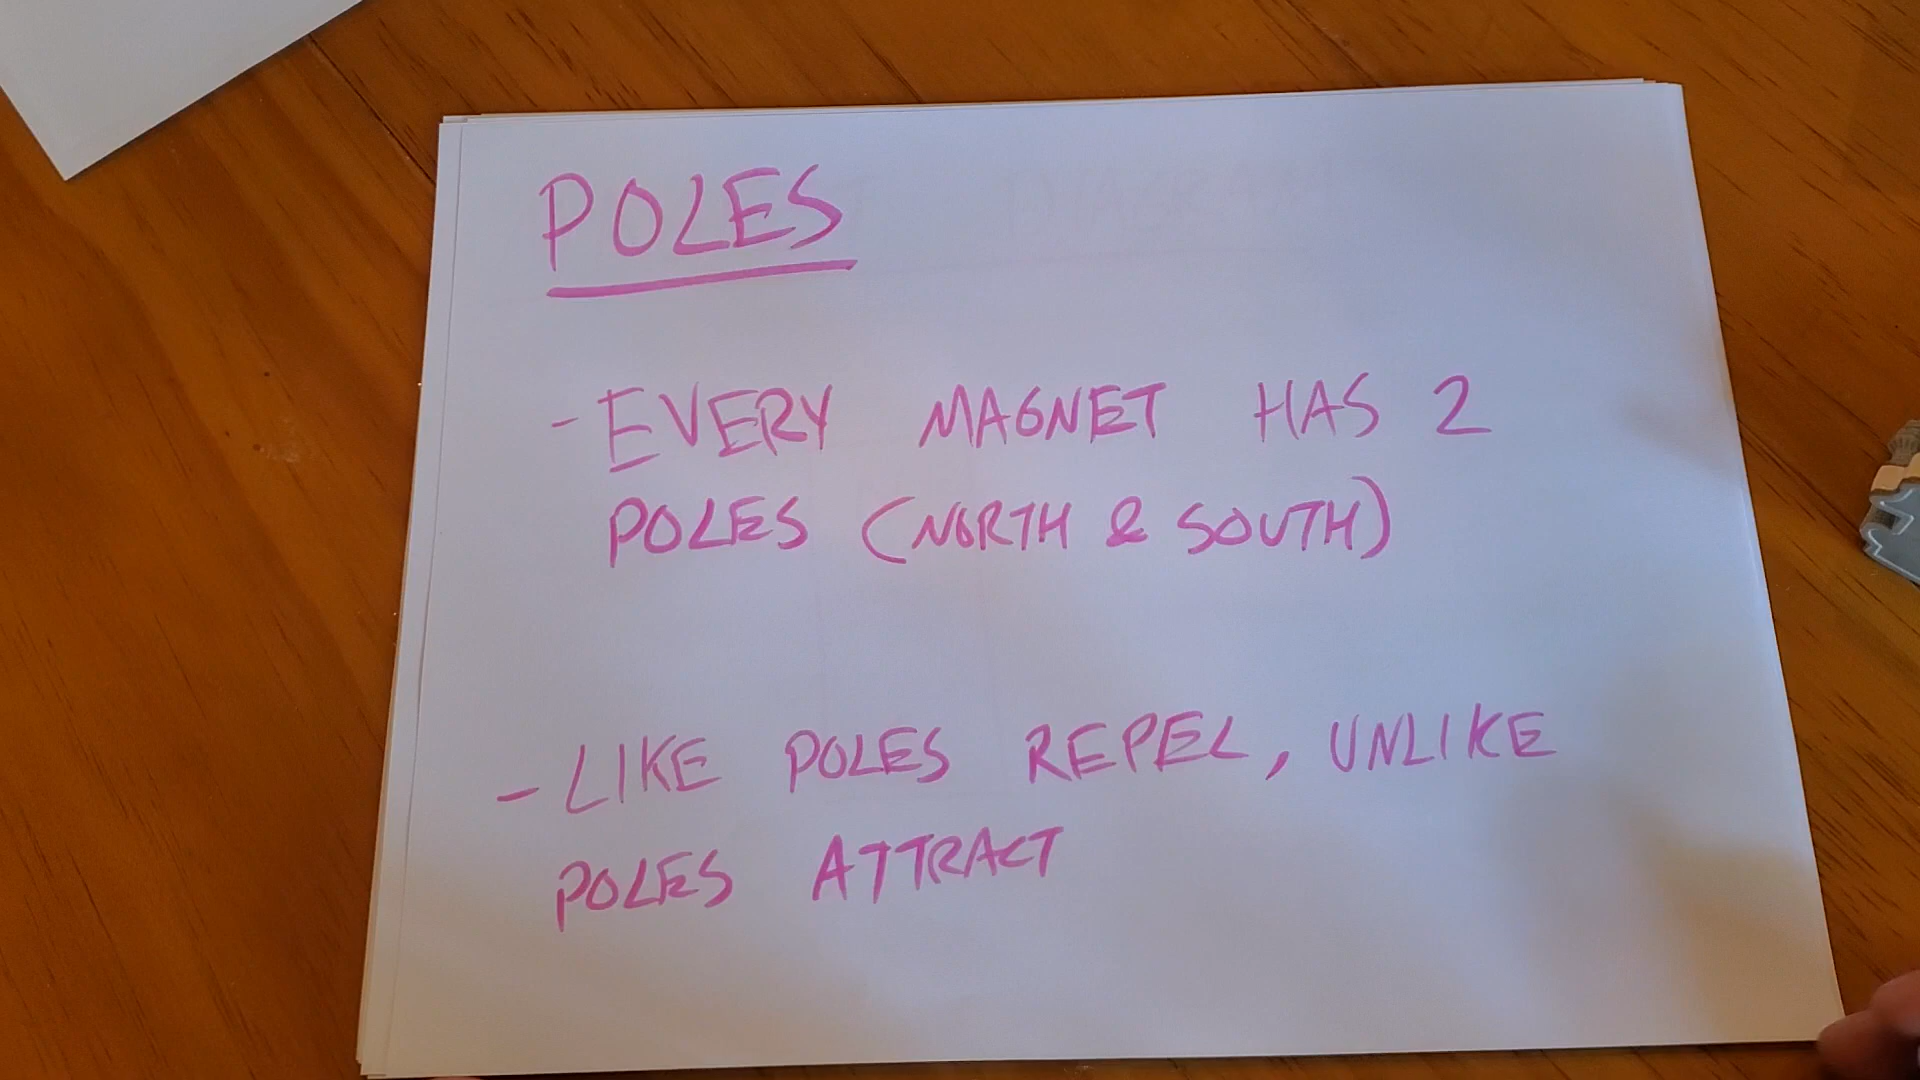 POLES
- EVERY MAGNET HAS 2
POLES (NORTH & SOUTH)
- LIKE POLES REPEL, UNLIKE
POLES ATTRACT